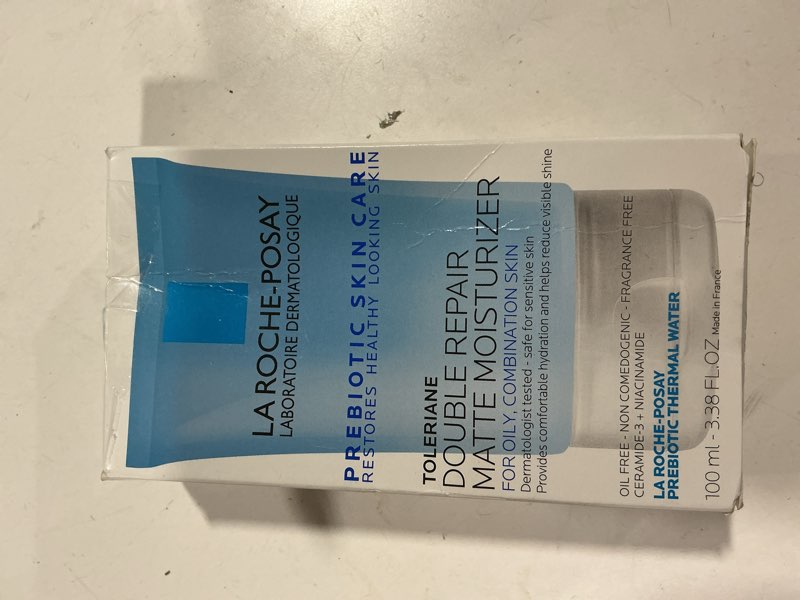 LA ROCHE-POSAY
LABORATOIRE DERMATOLOGIQUE
PREBIOTIC SKIN CARE
RESTORES HEALTHY LOOKING SKIN
TOLERIANE
DOUBLE REPAIR
MATTE MOISTURIZER
FOR OILY, COMBINATION SKIN
Dermatologist tested - safe for sensitive skin
Provides comfortable hydration and helps reduce visible shine
OIL FREE - NON COMEDOGENIC - FRAGRANCE FREE
CERAMIDE-3 + NIACINAMIDE
LA ROCHE-POSAY
PREBIOTIC THERMAL WATER
100 ml - 3.38 FL.OZ Made in France